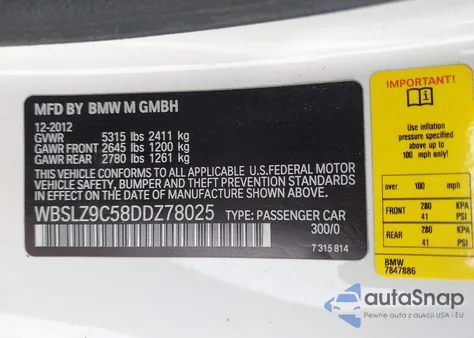 MFD BY BMW M GMBH
12-2012
GVWR 5315 lbs 2411 kg
GAWR FRONT 2645 lbs 1200 kg
GAWR REAR 2780 lbs 1261 kg
THIS VEHICLE CONFORMS TO ALL APPLICABLE U.S.FEDERAL MOTOR
VEHICLE SAFETY, BUMPER, AND THEFT PREVENTION STANDARDS
IN EFFECT ON THE DATE OF MANUFACTURE SHOWN ABOVE.
WBSLZ9C58DDZ78025 TYPE: PASSENGER CAR
300/0
7 315 814
IMPORTANT!
Use inflation
pressure above
only for speeds up to
100 mph only!
over 100 mph
FRONT 280 KPA
41 PSI
REAR 280 KPA
41 PSI
BMW
7847886
autoSnap
Pewne auta z aukcji USA i EU